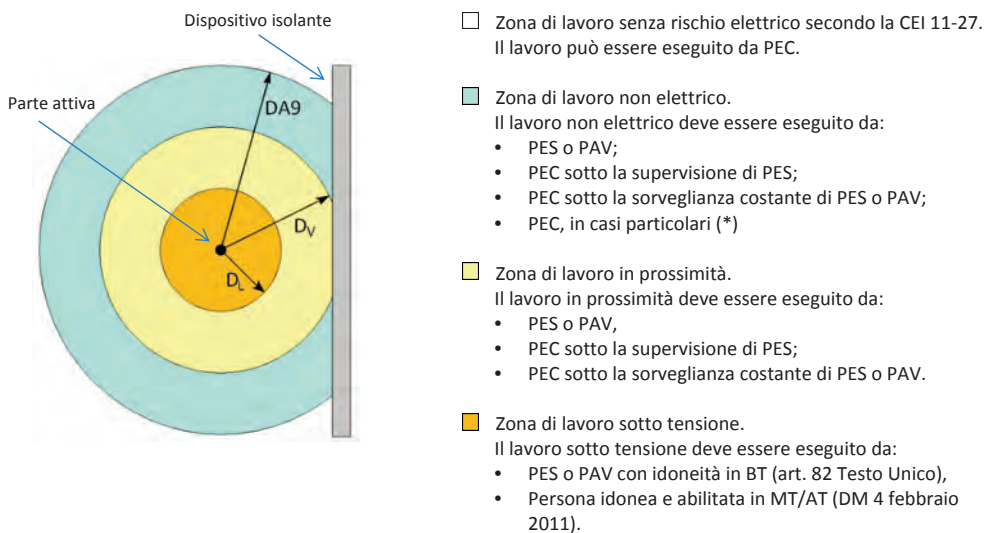 Dispositivo isolante
Parte attiva
DA9
DV
DL
Zona di lavoro senza rischio elettrico secondo la CEI 11-27.
Il lavoro può essere eseguito da PEC.
Zona di lavoro non elettrico.
Il lavoro non elettrico deve essere eseguito da:
• PES o PAV;
• PEC sotto la supervisione di PES;
• PEC sotto la sorveglianza costante di PES o PAV;
• PEC, in casi particolari (*)
Zona di lavoro in prossimità.
Il lavoro in prossimità deve essere eseguito da:
• PES o PAV,
• PEC sotto la supervisione di PES;
• PEC sotto la sorveglianza costante di PES o PAV.
Zona di lavoro sotto tensione.
Il lavoro sotto tensione deve essere eseguito da:
• PES o PAV con idoneità in BT (art. 82 Testo Unico),
• Persona idonea e abilitata in MT/AT (DM 4 febbraio
2011).